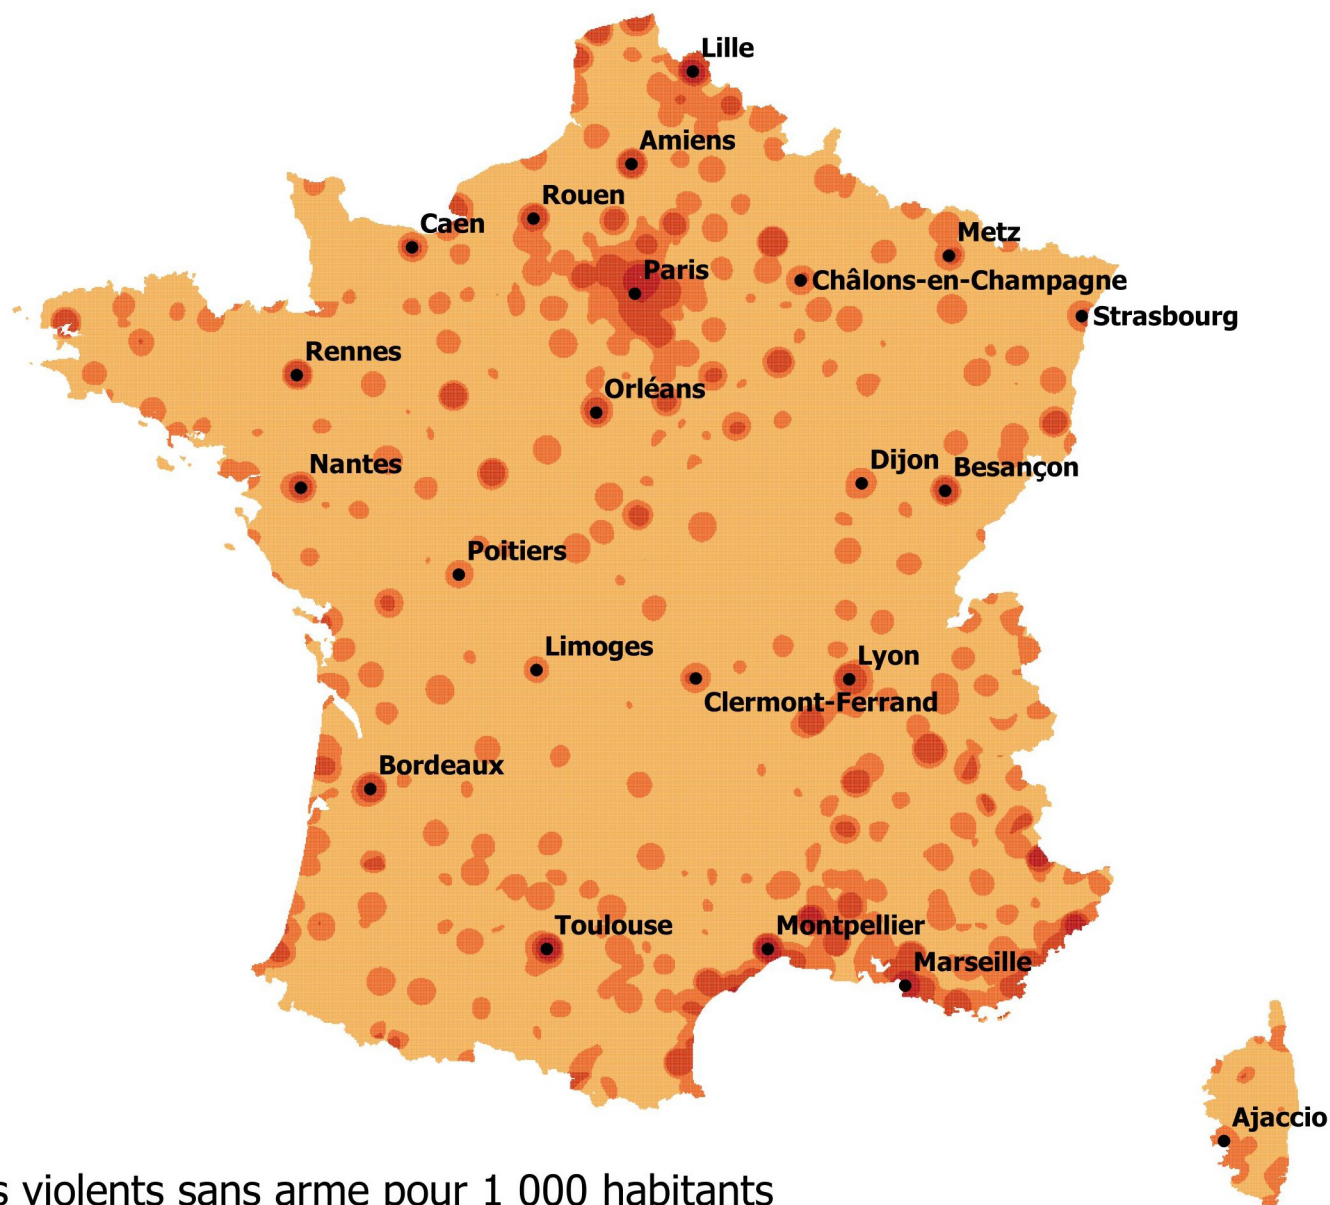 Lille
Amiens
Rouen
Caen
Metz
Paris
Châlons-en-Champagne
Strasbourg
Rennes
Orléans
Nantes
Dijon
Besançon
Poitiers
Limoges
Lyon
Clermont-Ferrand
Bordeaux
Toulouse
Montpellier
Marseille
Ajaccio
s violents sans arme pour 1 000 habitants